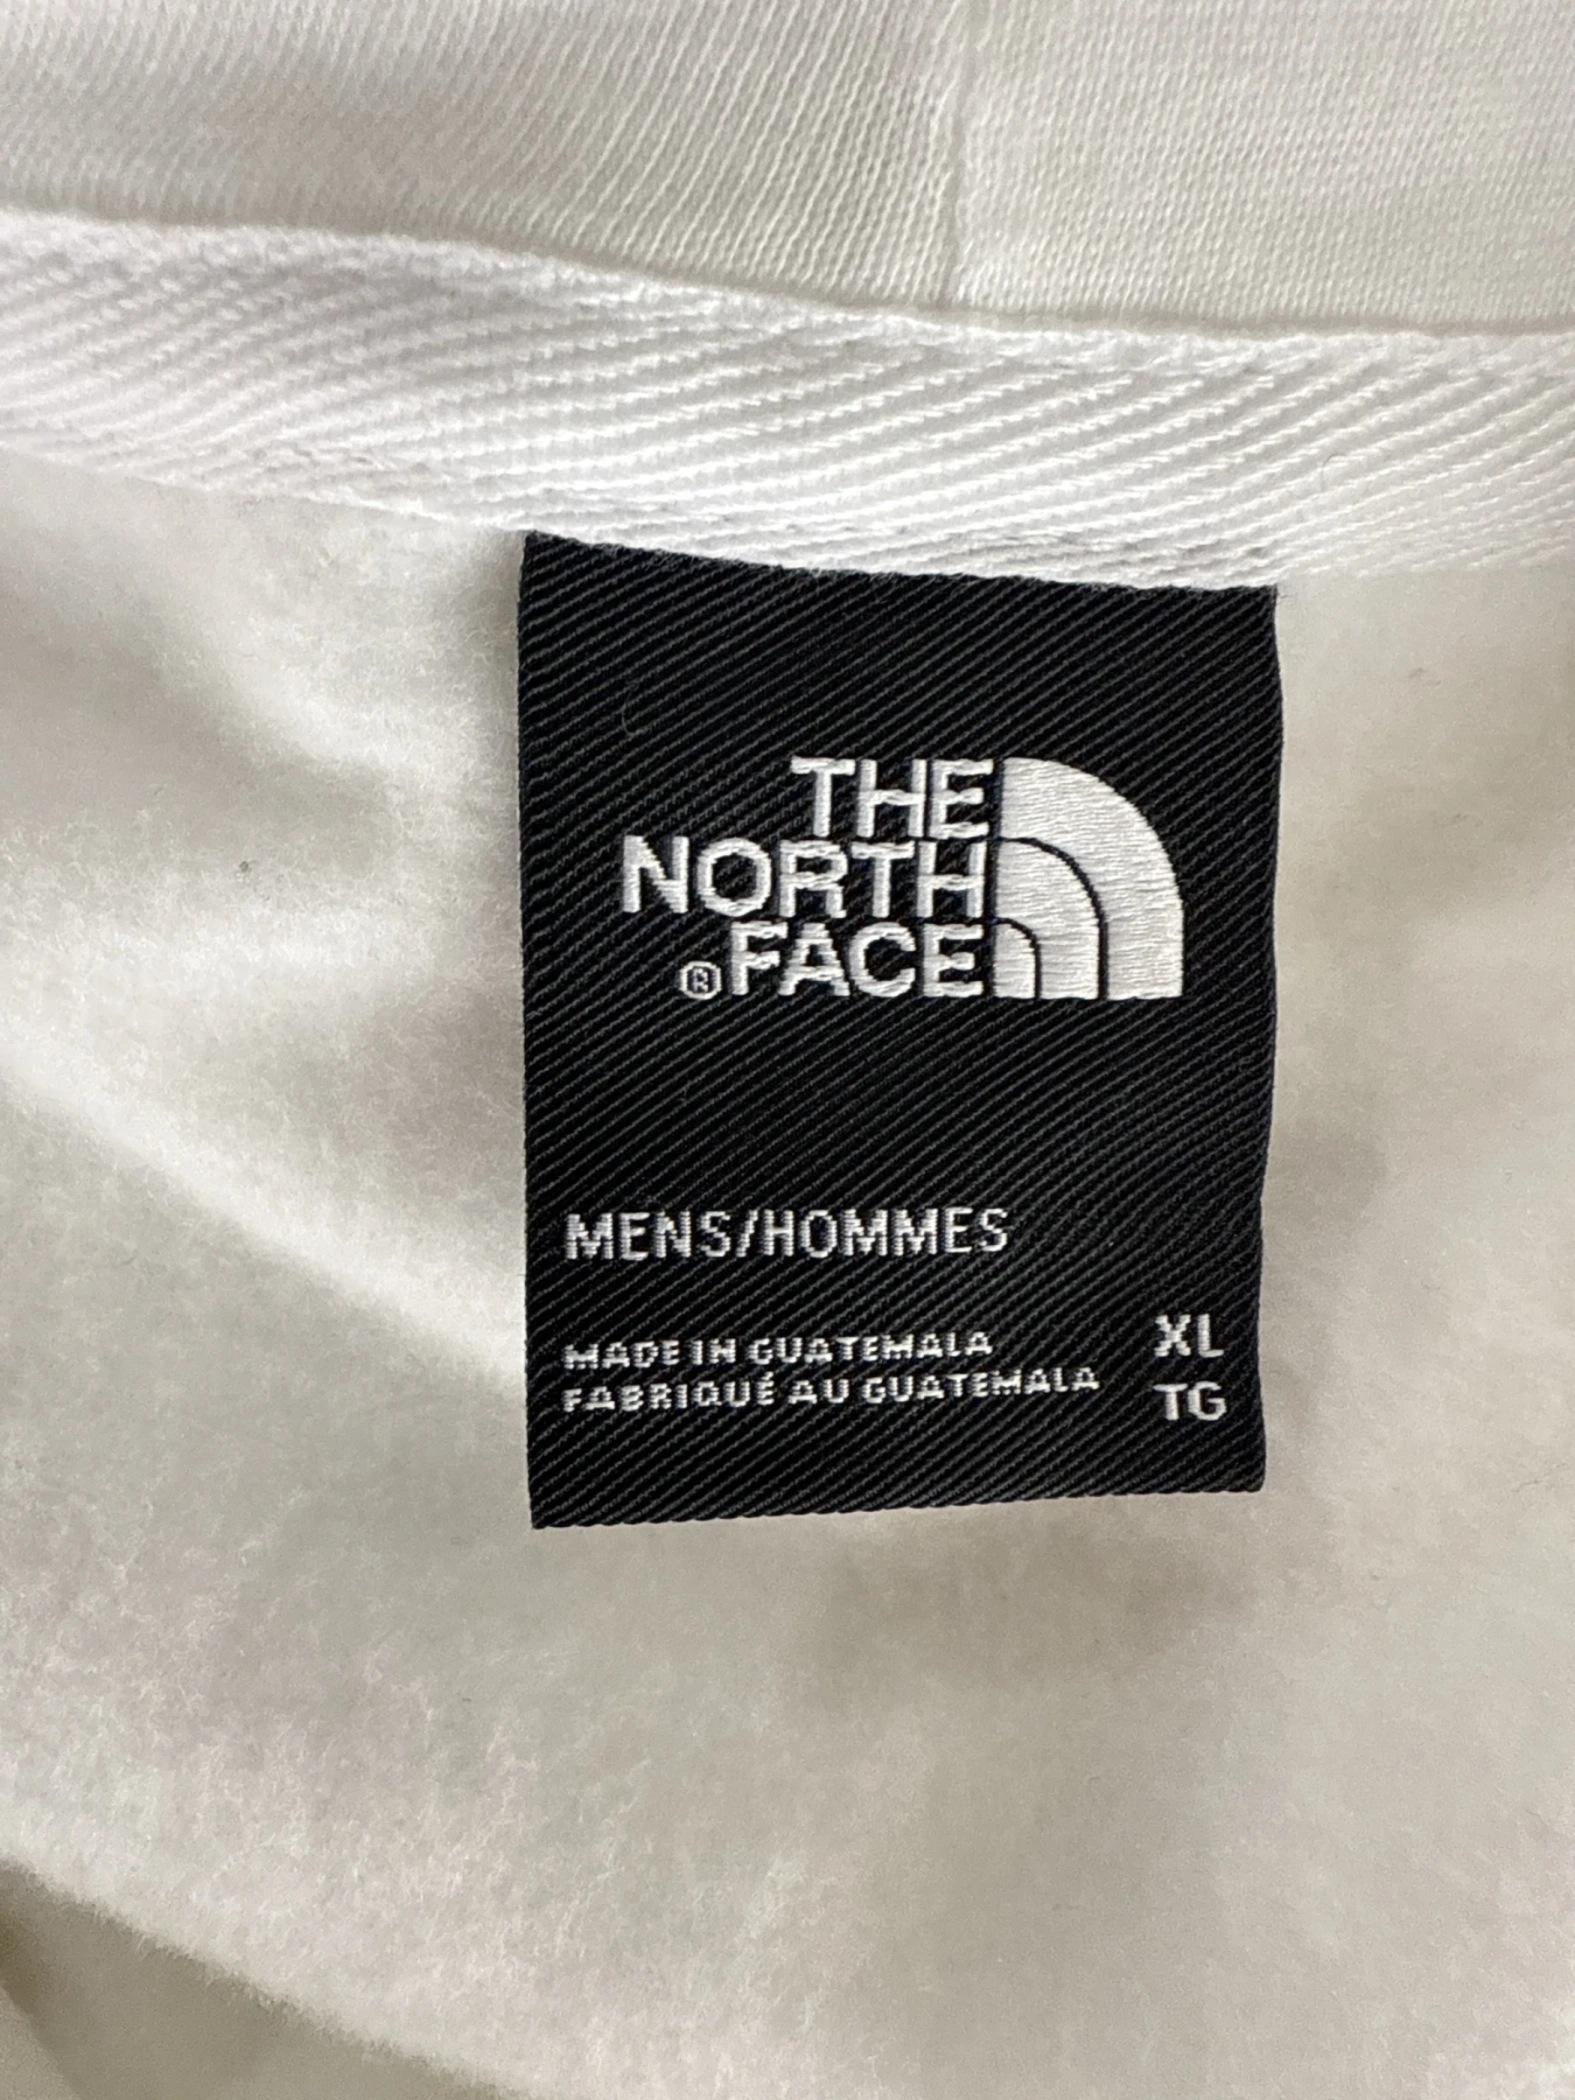 THE
NORTH
®FACE
MENS/HOMMES
MADE IN GUATEMALA
FABRIQUÉ AU GUATEMALA
XL
TG